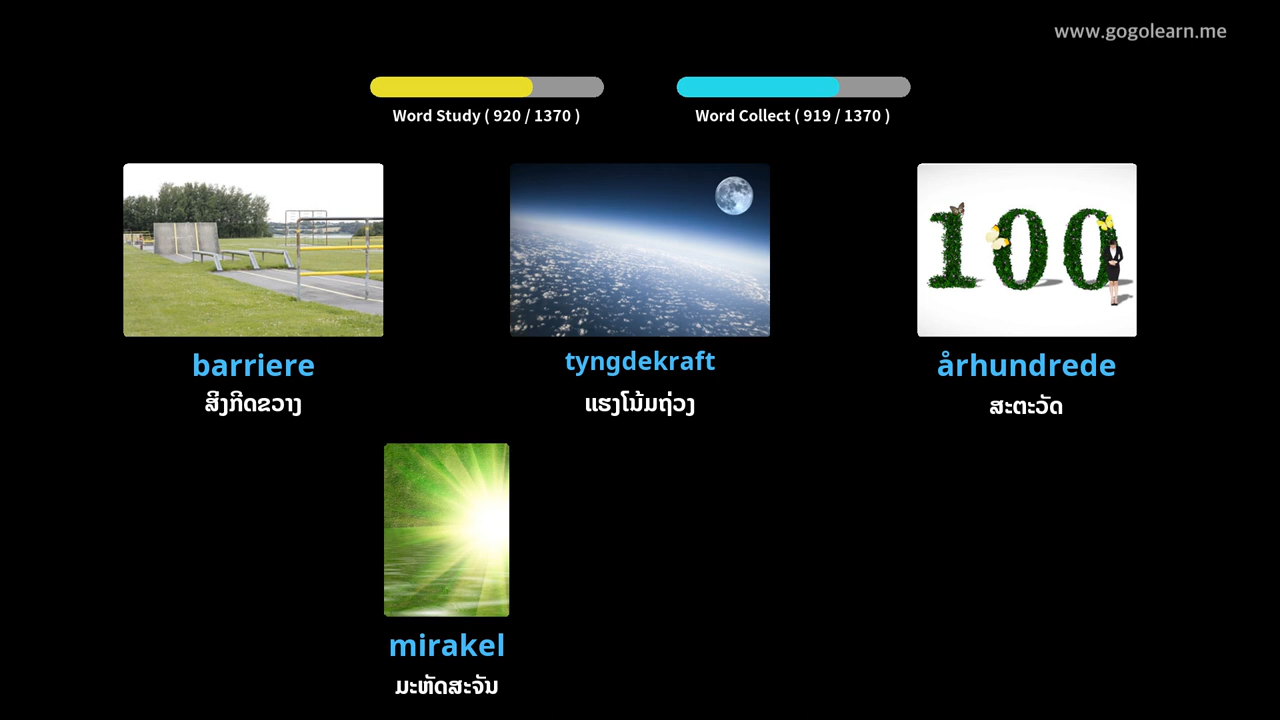 www.gogolearn.me
Word Study ( 920 / 1370 )
Word Collect ( 919 / 1370 )
barriere
tyngdekraft
århundrede
ສິງກີດຂວາງ
ແຮງໂນ້ມຖ່ວງ
ສະຕະວັດ
100
mirakel
ມະຫັດສະຈັນ